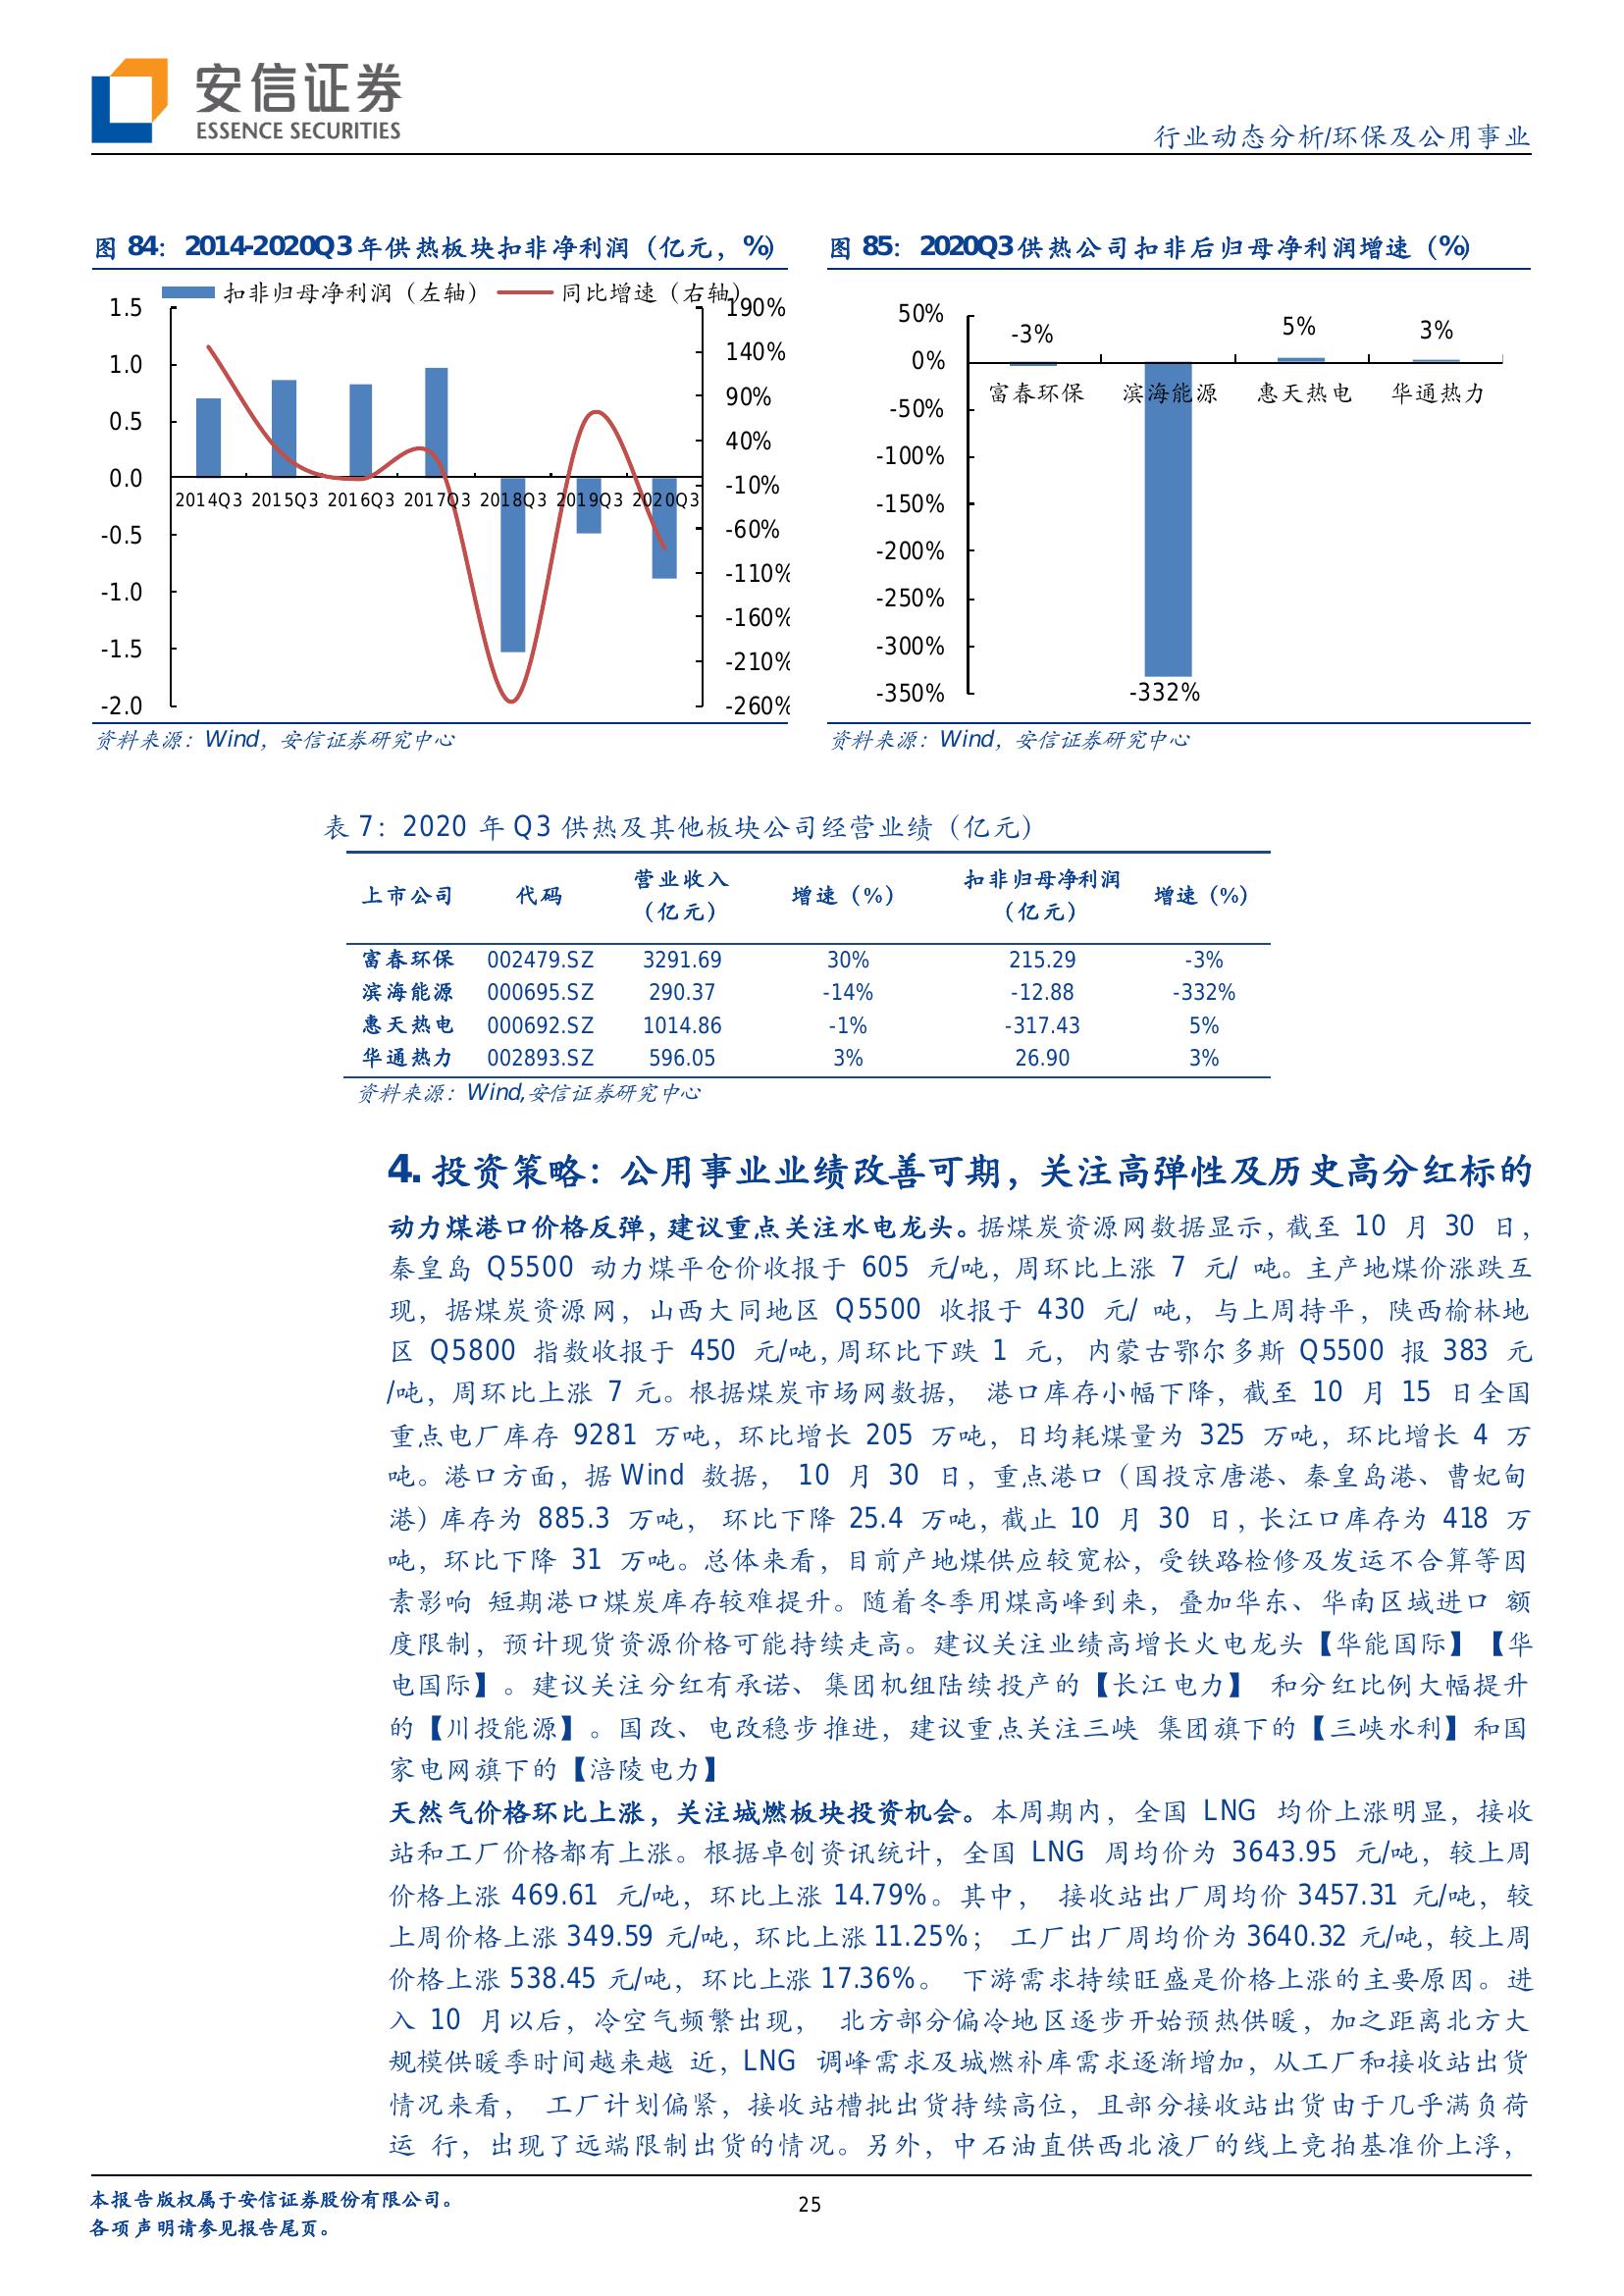 安信证券
ESSENCE SECURITIES
行业动态分析/环保及公用事业
图 84：2014-2020Q3 年供热板块扣非净利润（亿元，%）
扣非归母净利润（左轴） 同比增速（右轴）
1.5
1.0
0.5
0.0
-0.5
-1.0
-1.5
-2.0
190%
140%
90%
40%
-10%
-60%
-110%
-160%
-210%
-260%
2014Q3 2015Q3 2016Q3 2017Q3 2018Q3 2019Q3 2020Q3
资料来源：Wind，安信证券研究中心
图 85：2020Q3供热公司扣非后归母净利润增速（%）
50%
0%
-50%
-100%
-150%
-200%
-250%
-300%
-350%
-3% 5% 3%
富春环保 滨海能源 惠天热电 华通热力
-332%
资料来源：Wind，安信证券研究中心
表 7：2020 年 Q3 供热及其他板块公司经营业绩（亿元）
上市公司 代码 营业收入（亿元） 增速（%） 扣非归母净利润（亿元） 增速（%）
富春环保 002479.SZ 3291.69 30% 215.29 -3%
滨海能源 000695.SZ 290.37 -14% -12.88 -332%
惠天热电 000692.SZ 1014.86 -1% -317.43 5%
华通热力 002893.SZ 596.05 3% 26.90 3%
资料来源：Wind,安信证券研究中心
4. 投资策略：公用事业业绩改善可期，关注高弹性及历史高分红标的
动力煤港口价格反弹，建议重点关注水电龙头。据煤炭资源网数据显示，截至 10 月 30 日，
秦皇岛 Q5500 动力煤平仓价收报于 605 元/吨，周环比上涨 7 元/ 吨。主产地煤价涨跌互
现，据煤炭资源网，山西大同地区 Q5500 收报于 430 元/ 吨，与上周持平，陕西榆林地
区 Q5800 指数收报于 450 元/吨，周环比下跌 1 元， 内蒙古鄂尔多斯 Q5500 报 383 元
/吨，周环比上涨 7 元。根据煤炭市场网数据， 港口库存小幅下降，截至 10 月 15 日全国
重点电厂库存 9281 万吨，环比增长 205 万吨，日均耗煤量为 325 万吨，环比增长 4 万
吨。港口方面，据 Wind 数据， 10 月 30 日，重点港口（国投京唐港、秦皇岛港、曹妃甸
港）库存为 885.3 万吨， 环比下降 25.4 万吨，截止 10 月 30 日，长江口库存为 418 万
吨，环比下降 31 万吨。总体来看，目前产地煤供应较宽松，受铁路检修及发运不合算等因
素影响 短期港口煤炭库存较难提升。随着冬季用煤高峰到来，叠加华东、华南区域进口 额
度限制，预计现货资源价格可能持续走高。建议关注业绩高增长火电龙头【华能国际】【华
电国际】。建议关注分红有承诺、集团机组陆续投产的【长江电力】 和分红比例大幅提升
的【川投能源】。国改、电改稳步推进，建议重点关注三峡 集团旗下的【三峡水利】和国
家电网旗下的【涪陵电力】
天然气价格环比上涨，关注城燃板块投资机会。本周期内，全国 LNG 均价上涨明显，接收
站和工厂价格都有上涨。根据卓创资讯统计，全国 LNG 周均价为 3643.95 元/吨，较上周
价格上涨 469.61 元/吨，环比上涨 14.79%。其中， 接收站出厂周均价 3457.31 元/吨，较
上周价格上涨 349.59 元/吨，环比上涨 11.25%； 工厂出厂周均价为 3640.32 元/吨，较上周
价格上涨 538.45 元/吨，环比上涨 17.36%。 下游需求持续旺盛是价格上涨的主要原因。进
入 10 月以后，冷空气频繁出现， 北方部分偏冷地区逐步开始预热供暖，加之距离北方大
规模供暖季时间越来越 近，LNG 调峰需求及城燃补库需求逐渐增加，从工厂和接收站出货
情况来看， 工厂计划偏紧，接收站槽批出货持续高位，且部分接收站出货由于几乎满负荷
运 行，出现了远端限制出货的情况。另外，中石油直供西北液厂的线上竞拍基准价上浮，
本报告版权属于安信证券股份有限公司。
各项声明请参见报告尾页。
25